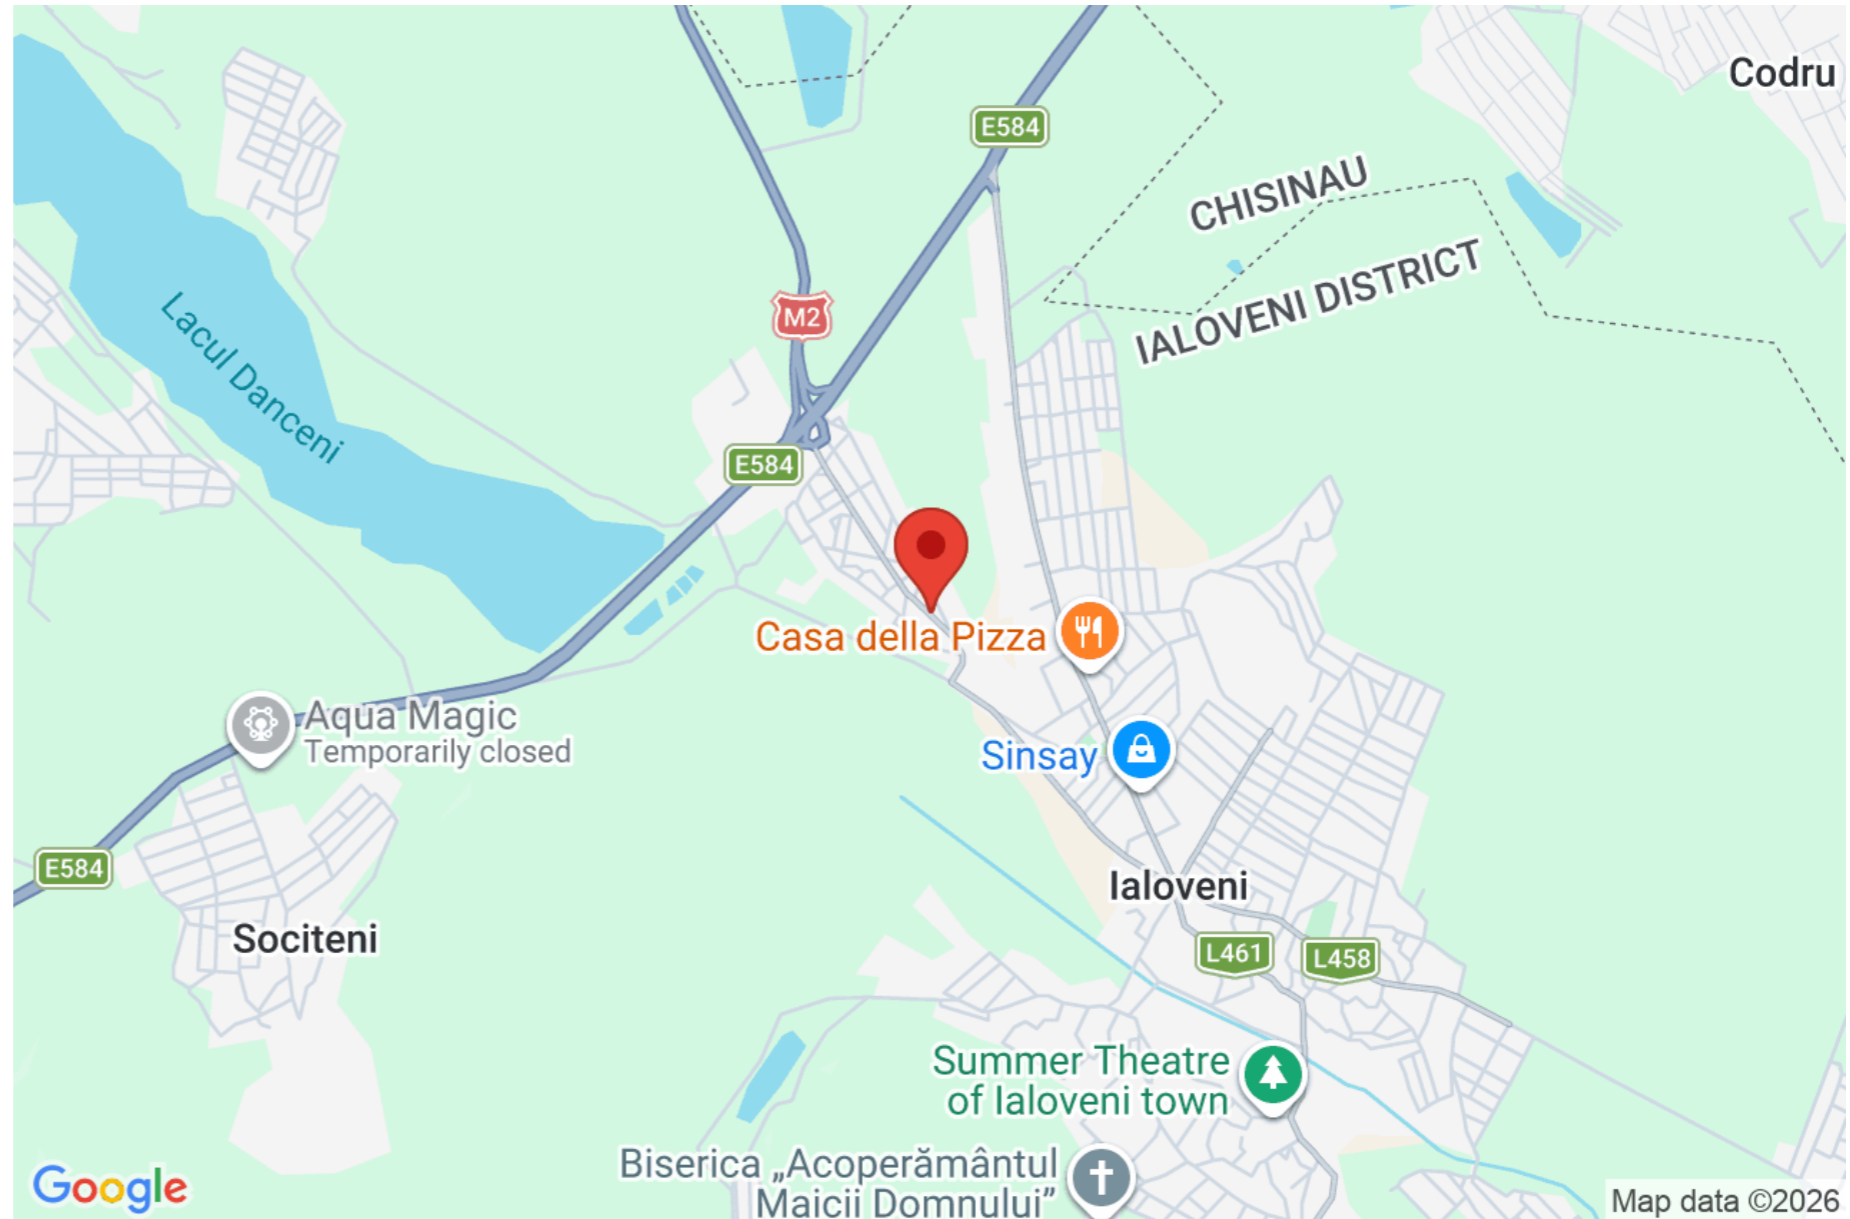 Codru
E584
CHISINAU
IALOVENI DISTRICT
M2
Lacul Danceni
E584
Casa della Pizza
Aqua Magic
Temporarily closed
Sinsay
E584
Ialoveni
Sociteni
L461
L458
Summer Theatre
of Ialoveni town
Biserica „Acoperământul
Maicii Domnului”
Google
Map data ©2026